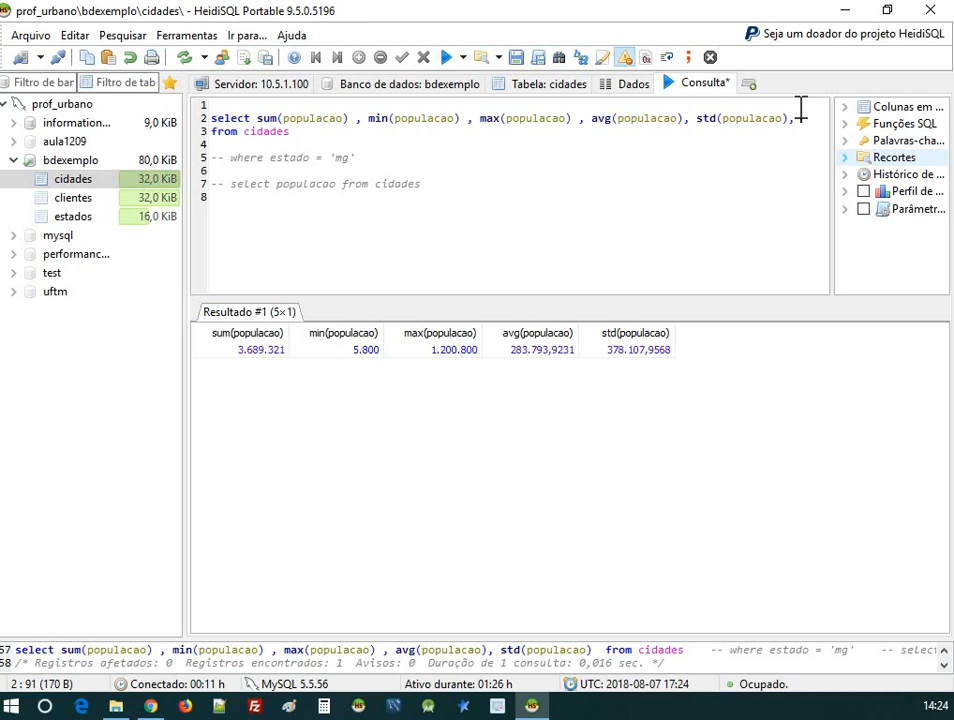 prof_urbano\bdexemplo\cidades\ - HeidiSQL Portable 9.5.0.5196
Arquivo Editar Pesquisar Ferramentas Ir para... Ajuda
Seja um doador do projeto HeidiSQL
Filtro de bar Filtro de tab
Servidor: 10.5.1.100 Banco de dados: bdexemplo Tabela: cidades Dados Consulta*
prof_urbano
information... 9,0 KiB
aula1209
bdexemplo 80,0 KiB
cidades 32,0 KiB
clientes 32,0 KiB
estados 16,0 KiB
mysql
performanc...
test
uftm
1
2 select sum(populacao) , min(populacao) , max(populacao) , avg(populacao), std(populacao),
3 from cidades
4
5 -- where estado = 'mg'
6
7 -- select populacao from cidades
8
Colunas em ...
Funções SQL
Palavras-cha...
Recortes
Histórico de ...
Perfil de ...
Parâmetr...
Resultado #1 (5×1)
sum(populacao) min(populacao) max(populacao) avg(populacao) std(populacao)
3.689.321 5.800 1.200.800 283.793,9231 378.107,9568
57 select sum(populacao) , min(populacao) , max(populacao) , avg(populacao), std(populacao) from cidades -- where estado = 'mg' -- select
58 /* Registros afetados: 0 Registros encontrados: 1 Avisos: 0 Duração de 1 consulta: 0,016 sec. */
2 : 91 (170 B) Conectado: 00:11 h MySQL 5.5.56 Ativo durante: 01:26 h UTC: 2018-08-07 17:24 Ocupado.
14:24